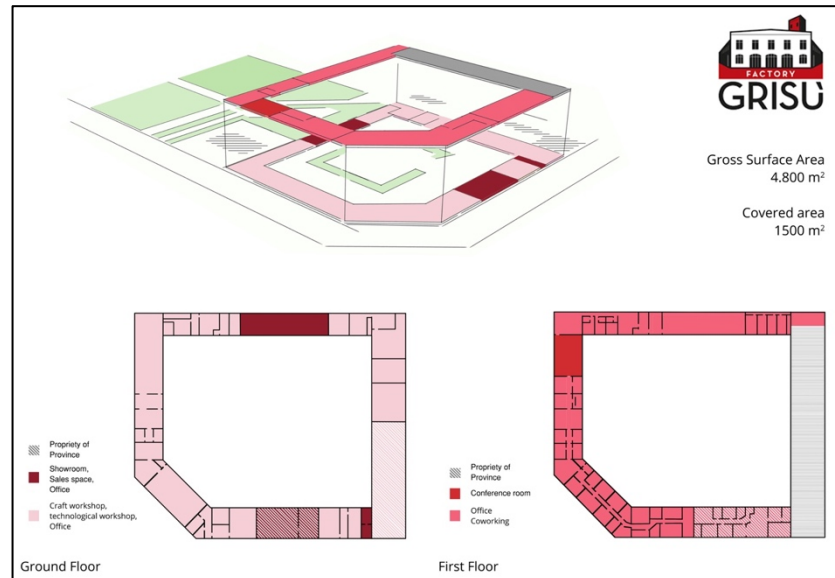 FACTORY
GRISÙ
Gross Surface Area
4.800 m²
Covered area
1500 m²
Propriety of
Province
Showroom,
Sales space,
Office
Craft workshop,
technological workshop,
Office
Ground Floor
Propriety of
Province
Conference room
Office
Coworking
First Floor